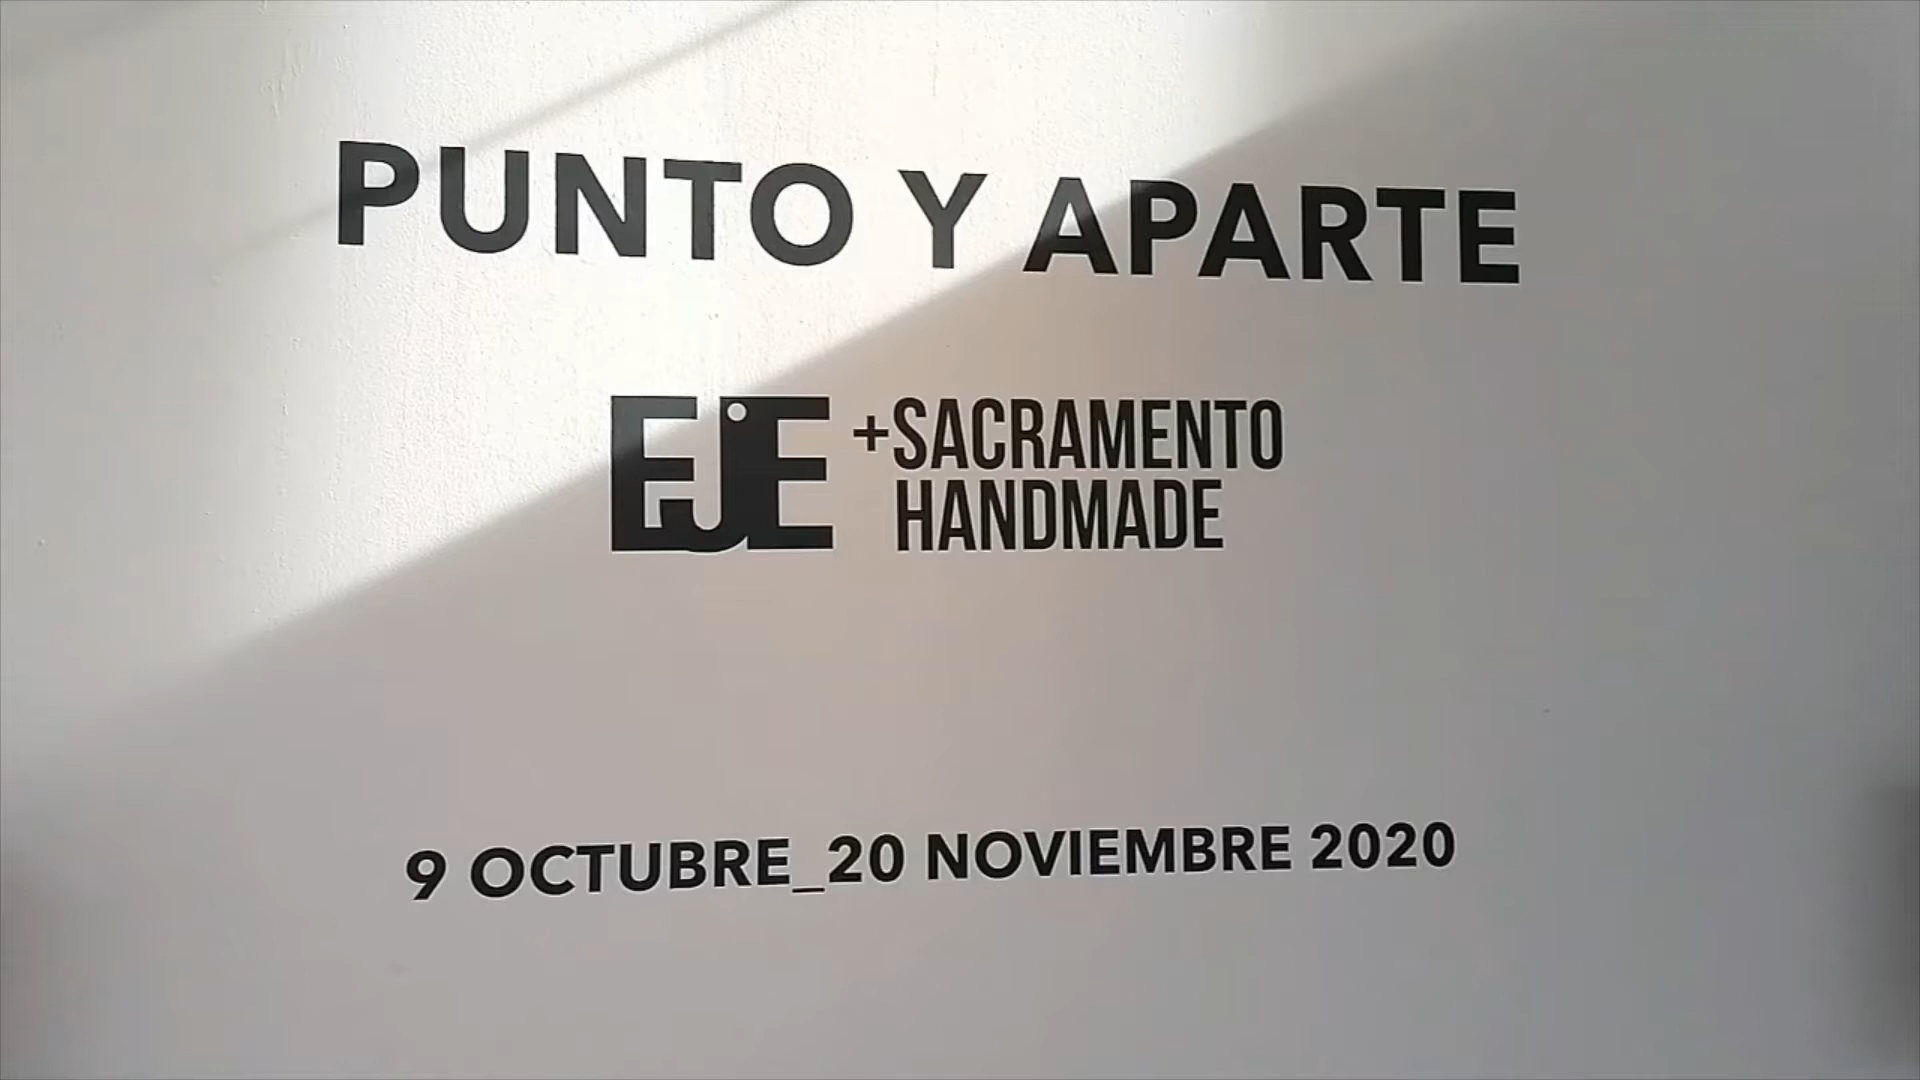 PUNTO Y APARTE
EJE +SACRAMENTO
HANDMADE
9 OCTUBRE_20 NOVIEMBRE 2020